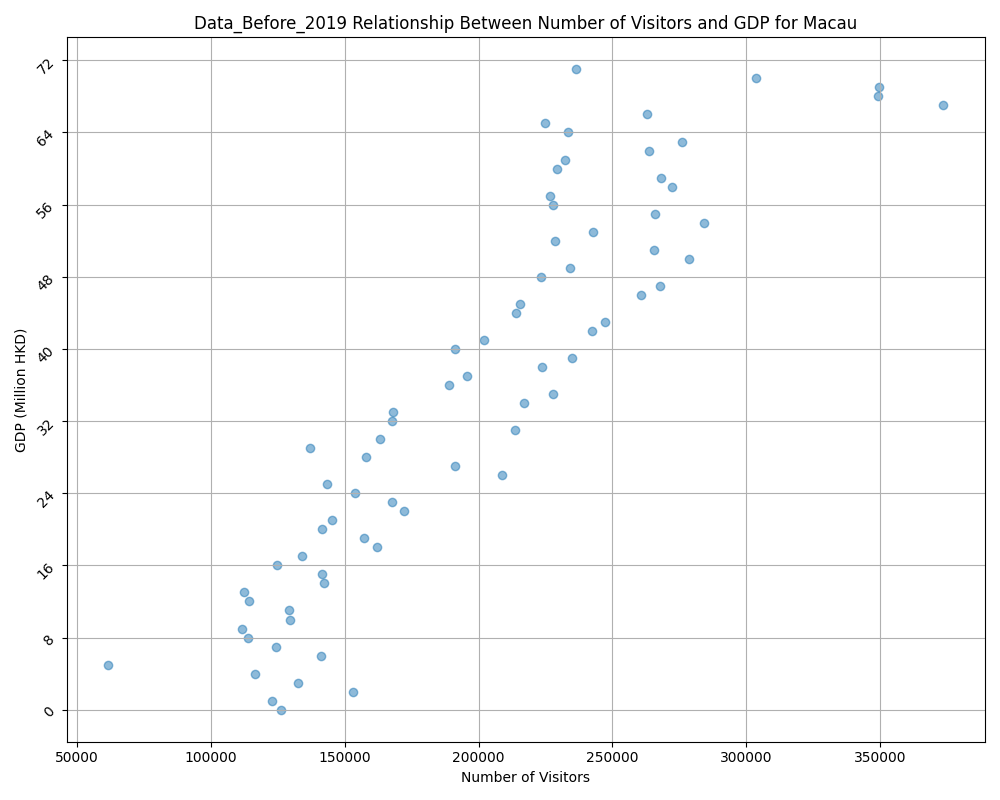 Data_Before_2019 Relationship Between Number of Visitors and GDP for Macau
72
64
56
48
40
32
24
16
8
0
GDP (Million HKD)
50000 100000 150000 200000 250000 300000 350000
Number of Visitors